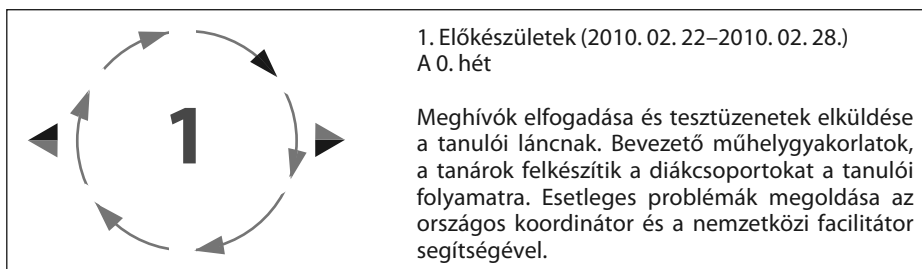 1
1. Előkészületek (2010. 02. 22–2010. 02. 28.)
A 0. hét
Meghívók elfogadása és tesztüzenetek elküldése
a tanulói láncnak. Bevezető műhelygyakorlatok,
a tanárok felkészítik a diákcsoportokat a tanulói
folyamatra. Esetleges problémák megoldása az
országos koordinátor és a nemzetközi facilitátor
segítségével.